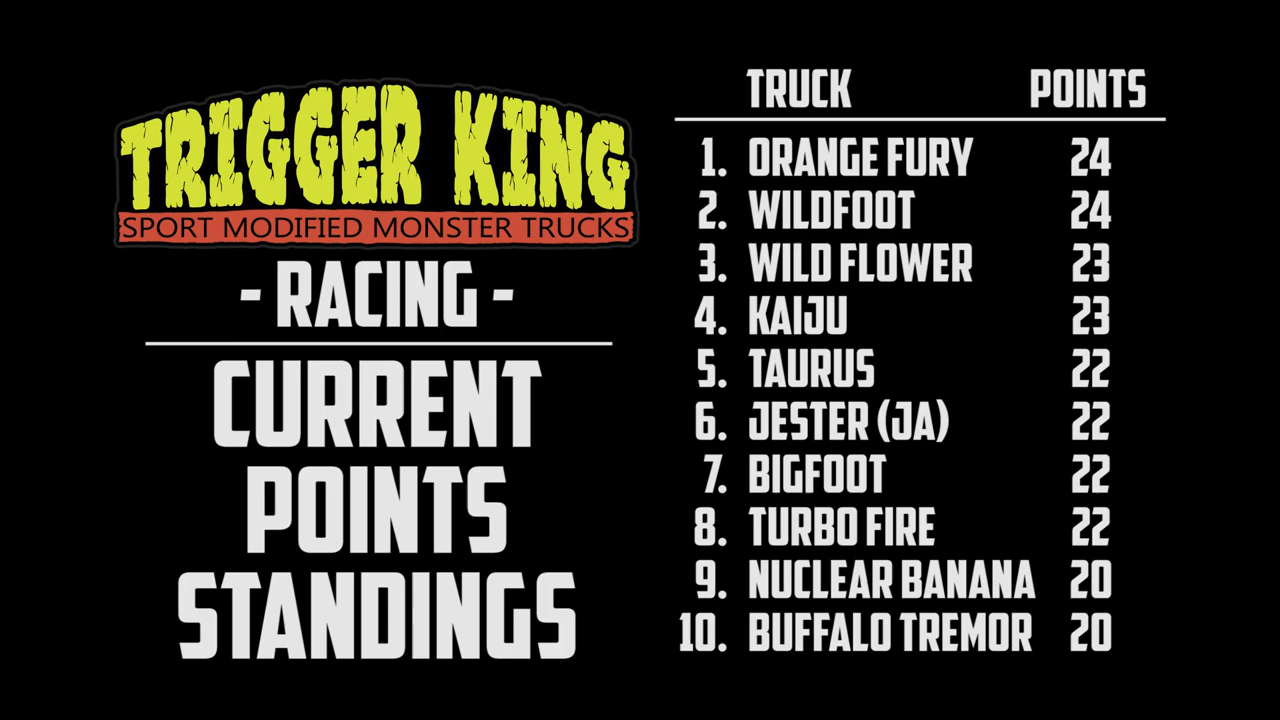 TRIGGER KING
SPORT MODIFIED MONSTER TRUCKS
- RACING -
CURRENT
POINTS
STANDINGS
TRUCK POINTS
1. ORANGE FURY 24
2. WILDFOOT 24
3. WILD FLOWER 23
4. KAIJU 23
5. TAURUS 22
6. JESTER (JA) 22
7. BIGFOOT 22
8. TURBO FIRE 22
9. NUCLEAR BANANA 20
10. BUFFALO TREMOR 20